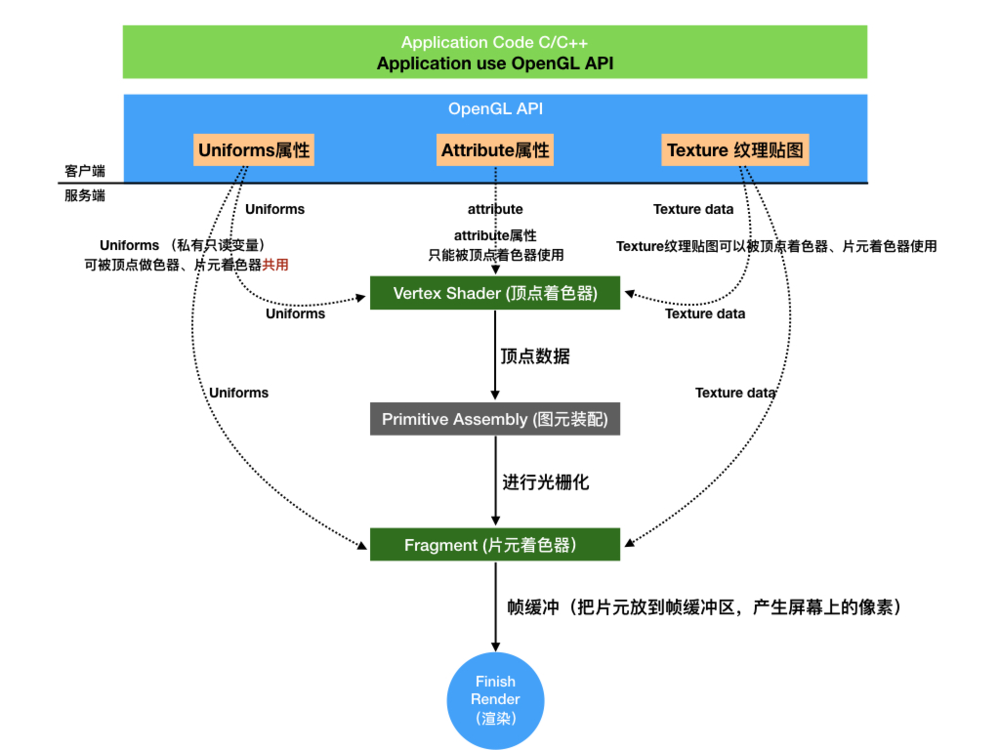 Application Code C/C++
Application use OpenGL API
OpenGL API
Uniforms属性
Attribute属性
Texture 纹理贴图
客户端
服务端
Uniforms
attribute
Texture data
Uniforms （私有只读变量）
可被顶点做色器、片元着色器共用
attribute属性
只能被顶点着色器使用
Texture纹理贴图可以被顶点着色器、片元着色器使用
Vertex Shader (顶点着色器)
Uniforms
Texture data
顶点数据
Uniforms
Texture data
Primitive Assembly (图元装配)
进行光栅化
Fragment (片元着色器）
帧缓冲（把片元放到帧缓冲区，产生屏幕上的像素）
Finish
Render
（渲染）